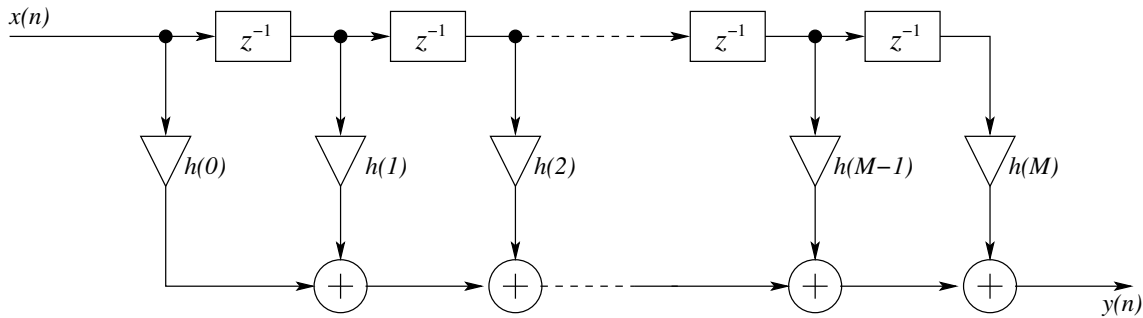 x(n)
z⁻¹
z⁻¹
z⁻¹
z⁻¹
h(0)
h(1)
h(2)
h(M−1)
h(M)
+
+
+
+
y(n)